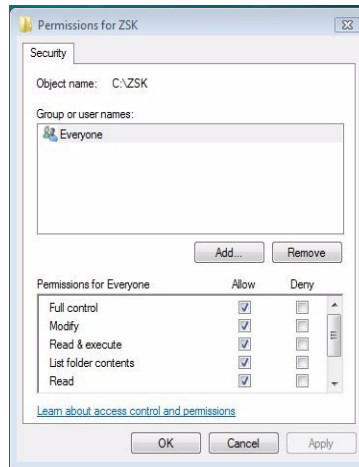 Permissions for ZSK
Security
Object name: C:\ZSK
Group or user names:
Everyone
Add... Remove
Permissions for Everyone Allow Deny
Full control
Modify
Read & execute
List folder contents
Read
Learn about access control and permissions
OK Cancel Apply